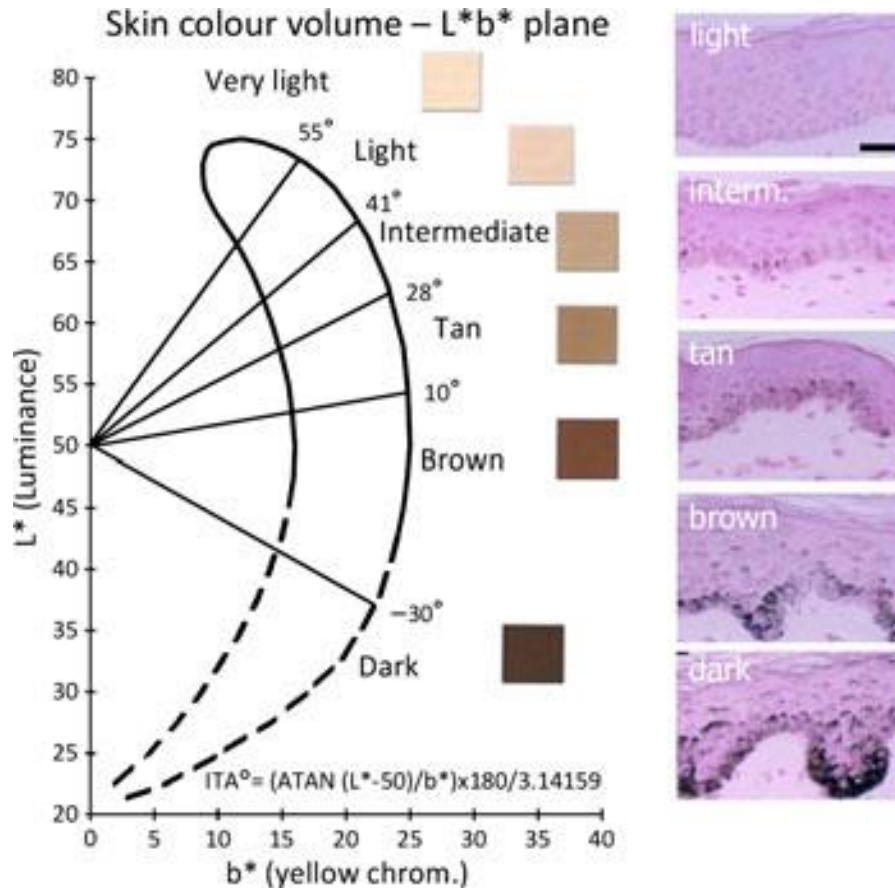 Skin colour volume – L*b* plane
80
75
70
65
60
55
50
45
40
35
30
25
20
L* (Luminance)
0
5
10
15
20
25
30
35
40
b* (yellow chrom.)
Very light
55°
Light
41°
Intermediate
28°
Tan
10°
Brown
−30°
Dark
ITA°= (ATAN (L*-50)/b*)x180/3.14159
light
interm.
tan
brown
dark